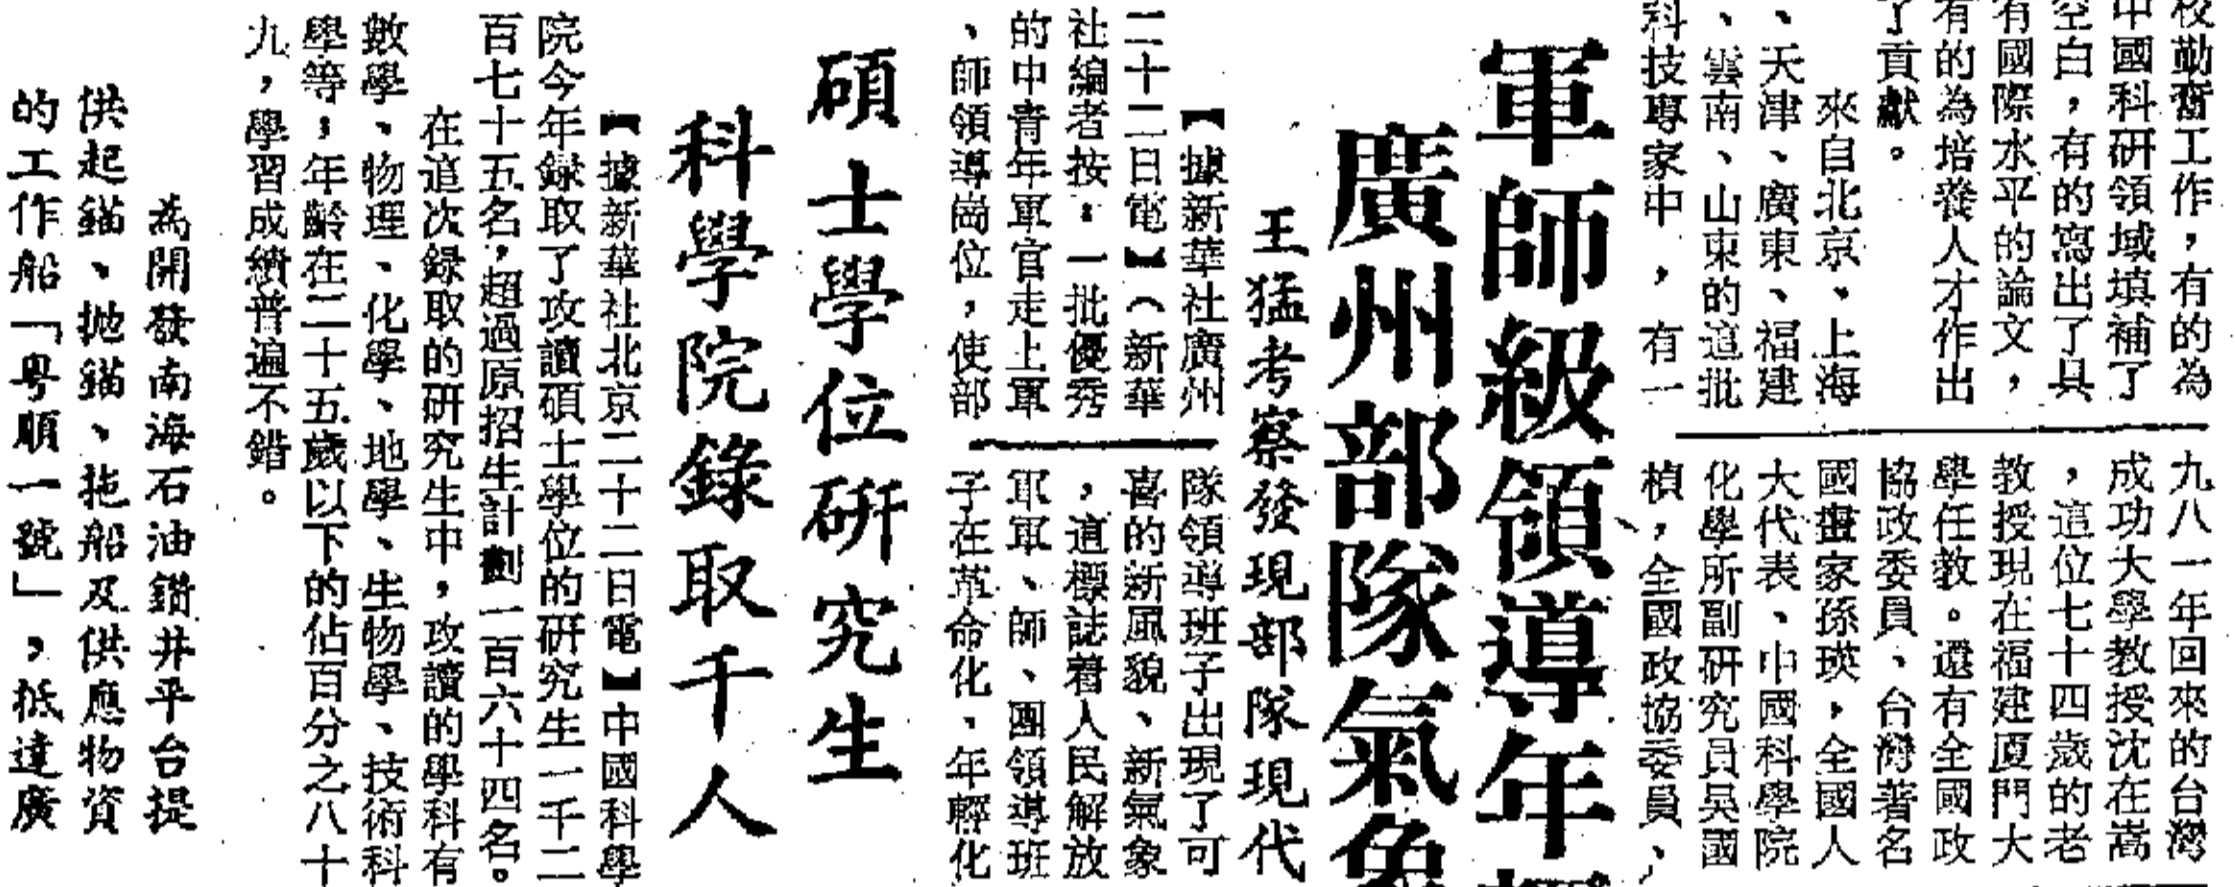 校勤奮工作，有的為
中國科研領域填補了
空白，有的寫出了具
有國際水平的論文，
有的為培養人才作出
了貢獻。
來自北京、上海
、天津、廣東、福建
、雲南、山東的這批
科技專家中，有一
九八一年回來的台灣
成功大學教授沈在嵩
，這位七十四歲的老
教授現在福建厦門大
學任教。還有全國政
協政委員、台灣著名
國畫家孫瑛，全國人
大代表、中國科學院
化學所副研究員吳國
楨，全國政協委員、
軍師級領導年
廣州部隊氣象
王猛考察發現部隊現代
【據新華社廣州
二十二日電】（新華
社編者按：一批優秀
的中青年軍官走上軍
、師領導崗位，使部
隊領導班子出現了可
喜的新風貌、新氣象
，這標誌着人民解放
軍軍、師、團領導班
子在革命化、年輕化
碩士學位研究生
科學院錄取千人
【據新華社北京二十二日電】中國科學
院今年録取了攻讀碩士學位的研究生一千二
百七十五名，超過原招生計劃一百六十四名。
在這次録取的研究生中，攻讀的學科有
數學、物理、化學、地學、生物學、技術科
學等，年齡在二十五歲以下的佔百分之八十
九，學習成績普遍不錯。
為開發南海石油鑽井平台提
供起錨、拋錨、拖船及供應物資
的工作船「粤順一號」，抵達廣